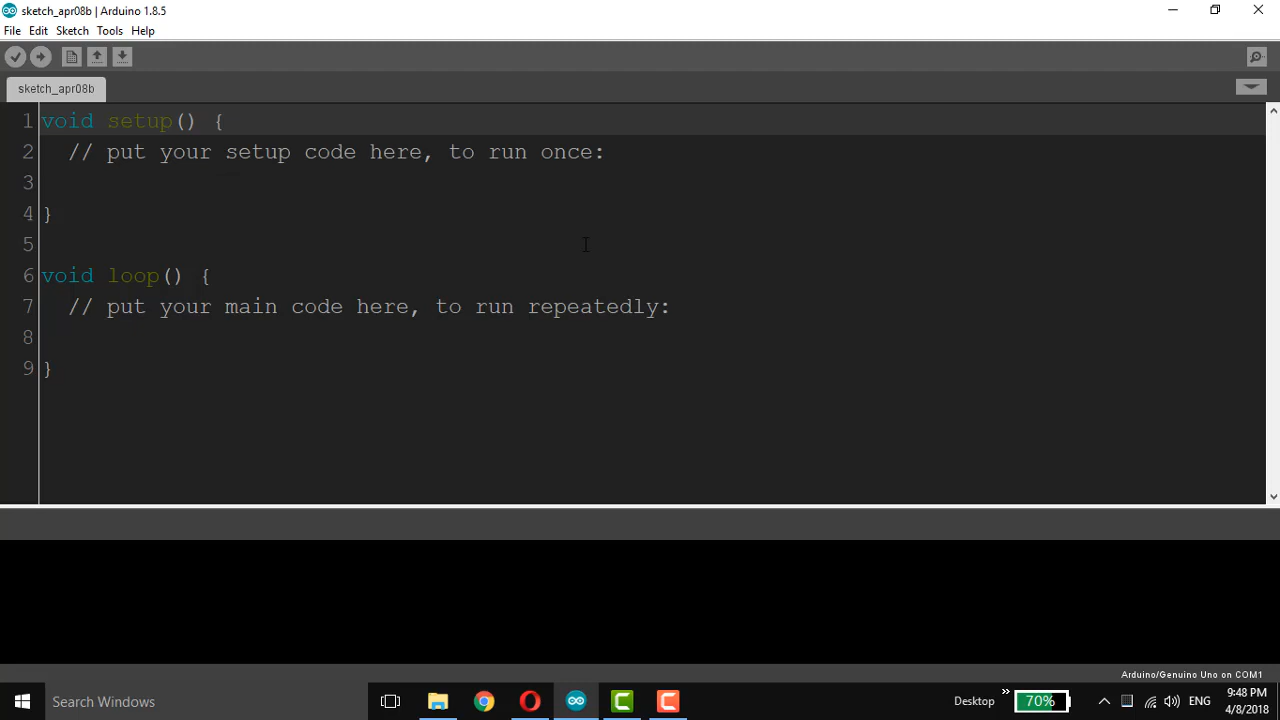 sketch_apr08b | Arduino 1.8.5
File Edit Sketch Tools Help
sketch_apr08b
1 void setup() {
2 // put your setup code here, to run once:
3
4 }
5
6 void loop() {
7 // put your main code here, to run repeatedly:
8
9 }
Arduino/Genuino Uno on COM1
Search Windows
Desktop » 70% ENG
9:48 PM
4/8/2018